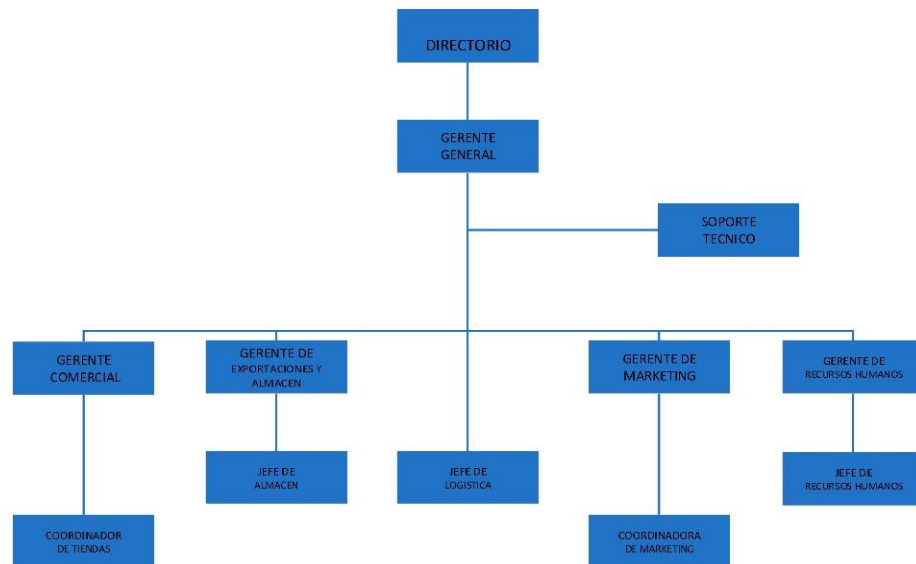 DIRECTORIO
GERENTE
GENERAL
SOPORTE
TECNICO
GERENTE
COMERCIAL
GERENTE DE
EXPORTACIONES Y
ALMACEN
GERENTE DE
MARKETING
GERENTE DE
RECURSOS HUMANOS
JEFE DE
ALMACEN
JEFE DE
LOGISTICA
JEFE DE
RECURSOS HUMANOS
COORDINADOR
DE TIENDAS
COORDINADORA
DE MARKETING